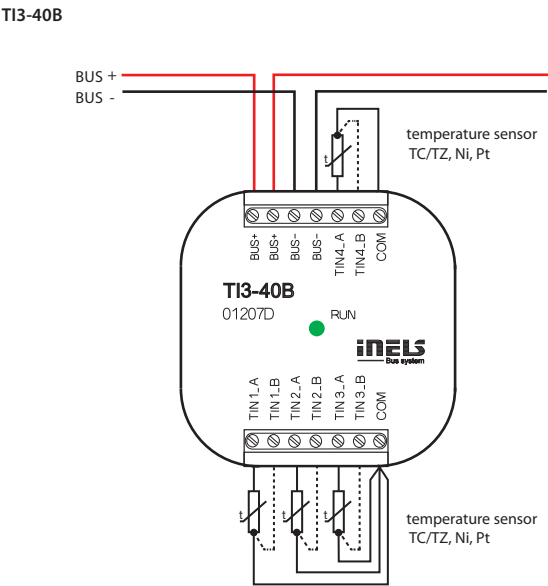 TI3-40B
BUS +
BUS -
temperature sensor
TC/TZ, Ni, Pt
t
BUS+
BUS+
BUS-
BUS-
TIN4_A
TIN4_B
COM
TI3-40B
01207D
RUN
iNELS
Bus system
TIN1_A
TIN1_B
TIN2_A
TIN2_B
TIN3_A
TIN3_B
COM
t
t
t
temperature sensor
TC/TZ, Ni, Pt